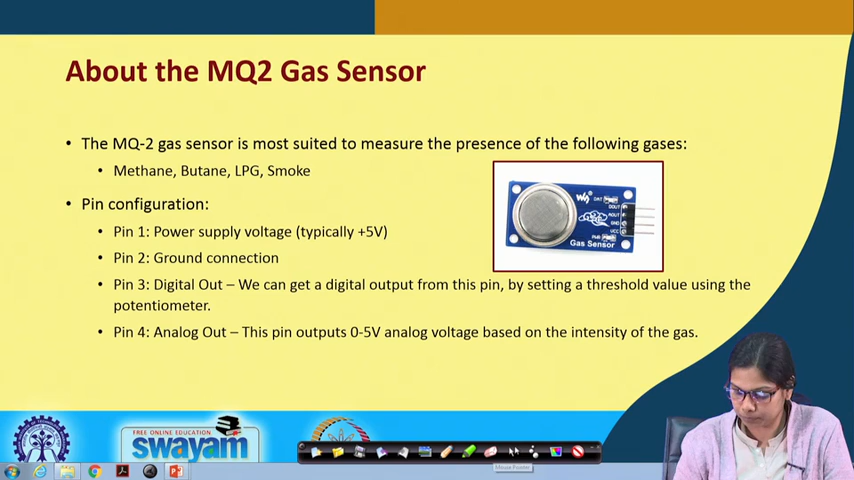 About the MQ2 Gas Sensor
• The MQ-2 gas sensor is most suited to measure the presence of the following gases:
• Methane, Butane, LPG, Smoke
• Pin configuration:
• Pin 1: Power supply voltage (typically +5V)
• Pin 2: Ground connection
• Pin 3: Digital Out – We can get a digital output from this pin, by setting a threshold value using the
potentiometer.
• Pin 4: Analog Out – This pin outputs 0-5V analog voltage based on the intensity of the gas.
DOUT
AOUT
GND
VCC
Gas Sensor
FREE ONLINE EDUCATION
swayam
Mouse Pointer